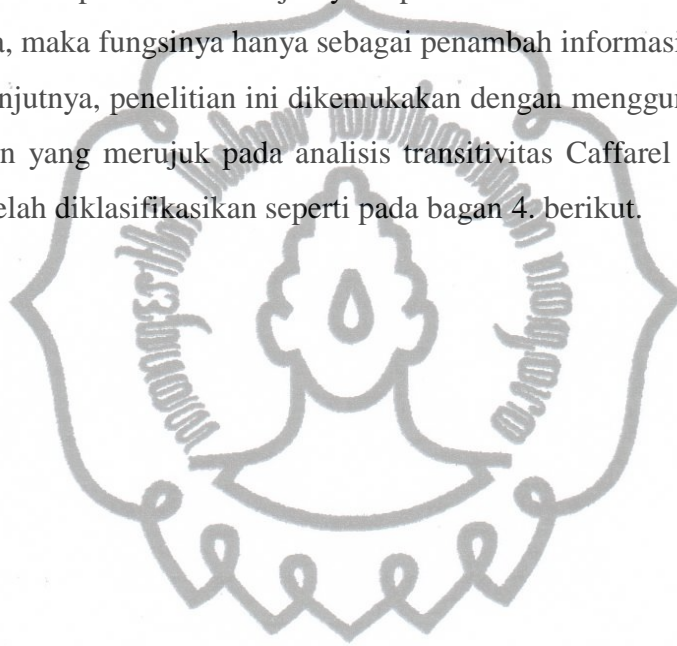 a, maka fungsinya hanya sebagai penambah informasi
njutnya, penelitian ini dikemukakan dengan menggun
n yang merujuk pada analisis transitivitas Caffarel
elah diklasifikasikan seperti pada bagan 4. berikut.